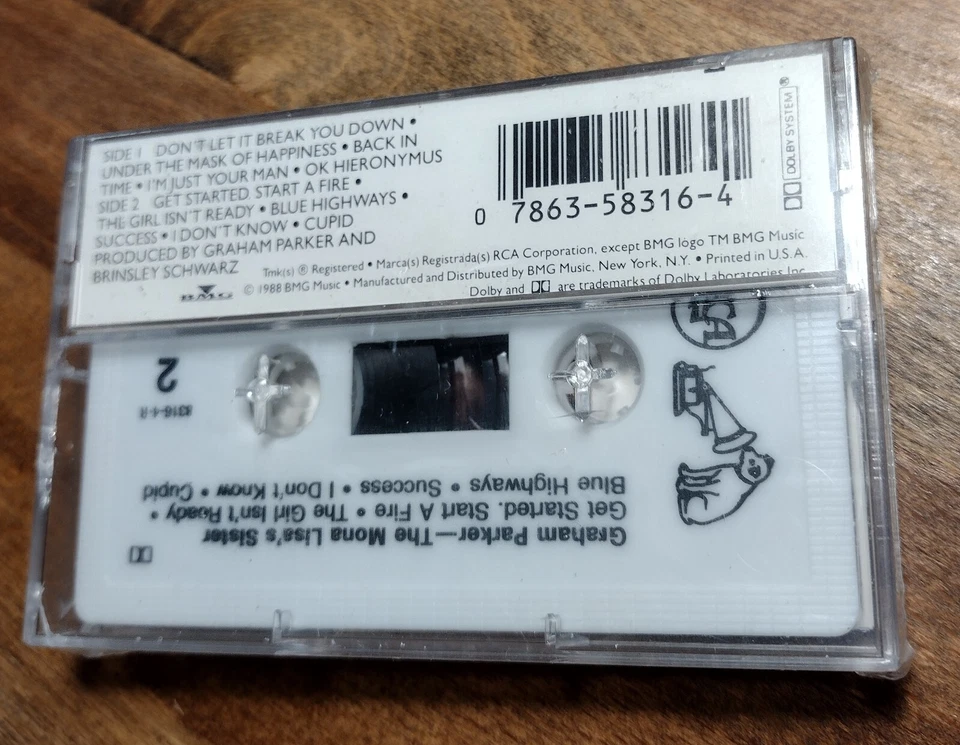 SIDE 1 DON'T LET IT BREAK YOU DOWN •
UNDER THE MASK OF HAPPINESS • BACK IN
TIME • I'M JUST YOUR MAN • OK HIERONYMUS
SIDE 2 GET STARTED. START A FIRE •
THE GIRL ISN'T READY • BLUE HIGHWAYS •
SUCCESS • I DON'T KNOW • CUPID
PRODUCED BY GRAHAM PARKER AND
BRINSLEY SCHWARZ
BMG
0 7863-58316-4
DOLBY SYSTEM®
Tmk(s) ® Registered • Marca(s) Registrada(s) RCA Corporation, except BMG logo TM BMG Music
© 1988 BMG Music • Manufactured and Distributed by BMG Music, New York, N.Y. • Printed in U.S.A.
Dolby and are trademarks of Dolby Laboratories Inc
Graham Parker—The Mona Lisa's Sister
Get Started. Start A Fire • The Girl Isn't Ready •
Blue Highways • Success • I Don't Know • Cupid
8316-4-R
2
RCA